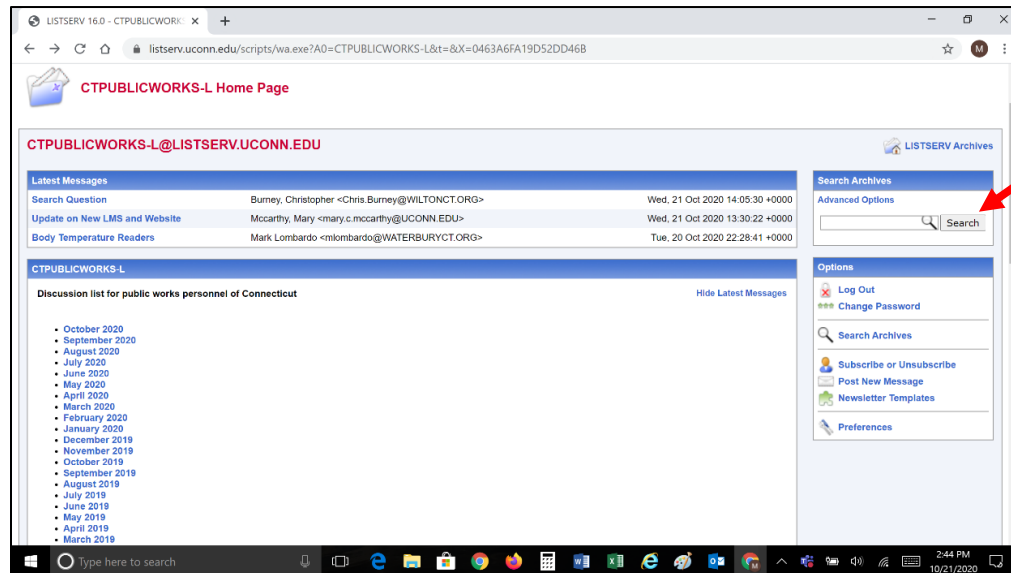 LISTSERV 16.0 - CTPUBLICWORK
listserv.uconn.edu/scripts/wa.exe?A0=CTPUBLICWORKS-L&t=&X=0463A6FA19D52DD46B
M
CTPUBLICWORKS-L Home Page
CTPUBLICWORKS-L@LISTSERV.UCONN.EDU
LISTSERV Archives
Latest Messages
Search Question Burney, Christopher <Chris.Burney@WILTONCT.ORG> Wed, 21 Oct 2020 14:05:30 +0000
Update on New LMS and Website Mccarthy, Mary <mary.c.mccarthy@UCONN.EDU> Wed, 21 Oct 2020 13:30:22 +0000
Body Temperature Readers Mark Lombardo <mlombardo@WATERBURYCT.ORG> Tue, 20 Oct 2020 22:28:41 +0000
Search Archives
Advanced Options
Search
CTPUBLICWORKS-L
Discussion list for public works personnel of Connecticut Hide Latest Messages
October 2020
September 2020
August 2020
July 2020
June 2020
May 2020
April 2020
March 2020
February 2020
January 2020
December 2019
November 2019
October 2019
September 2019
August 2019
July 2019
June 2019
May 2019
April 2019
March 2019
Options
Log Out
Change Password
Search Archives
Subscribe or Unsubscribe
Post New Message
Newsletter Templates
Preferences
Type here to search
2:44 PM
10/21/2020